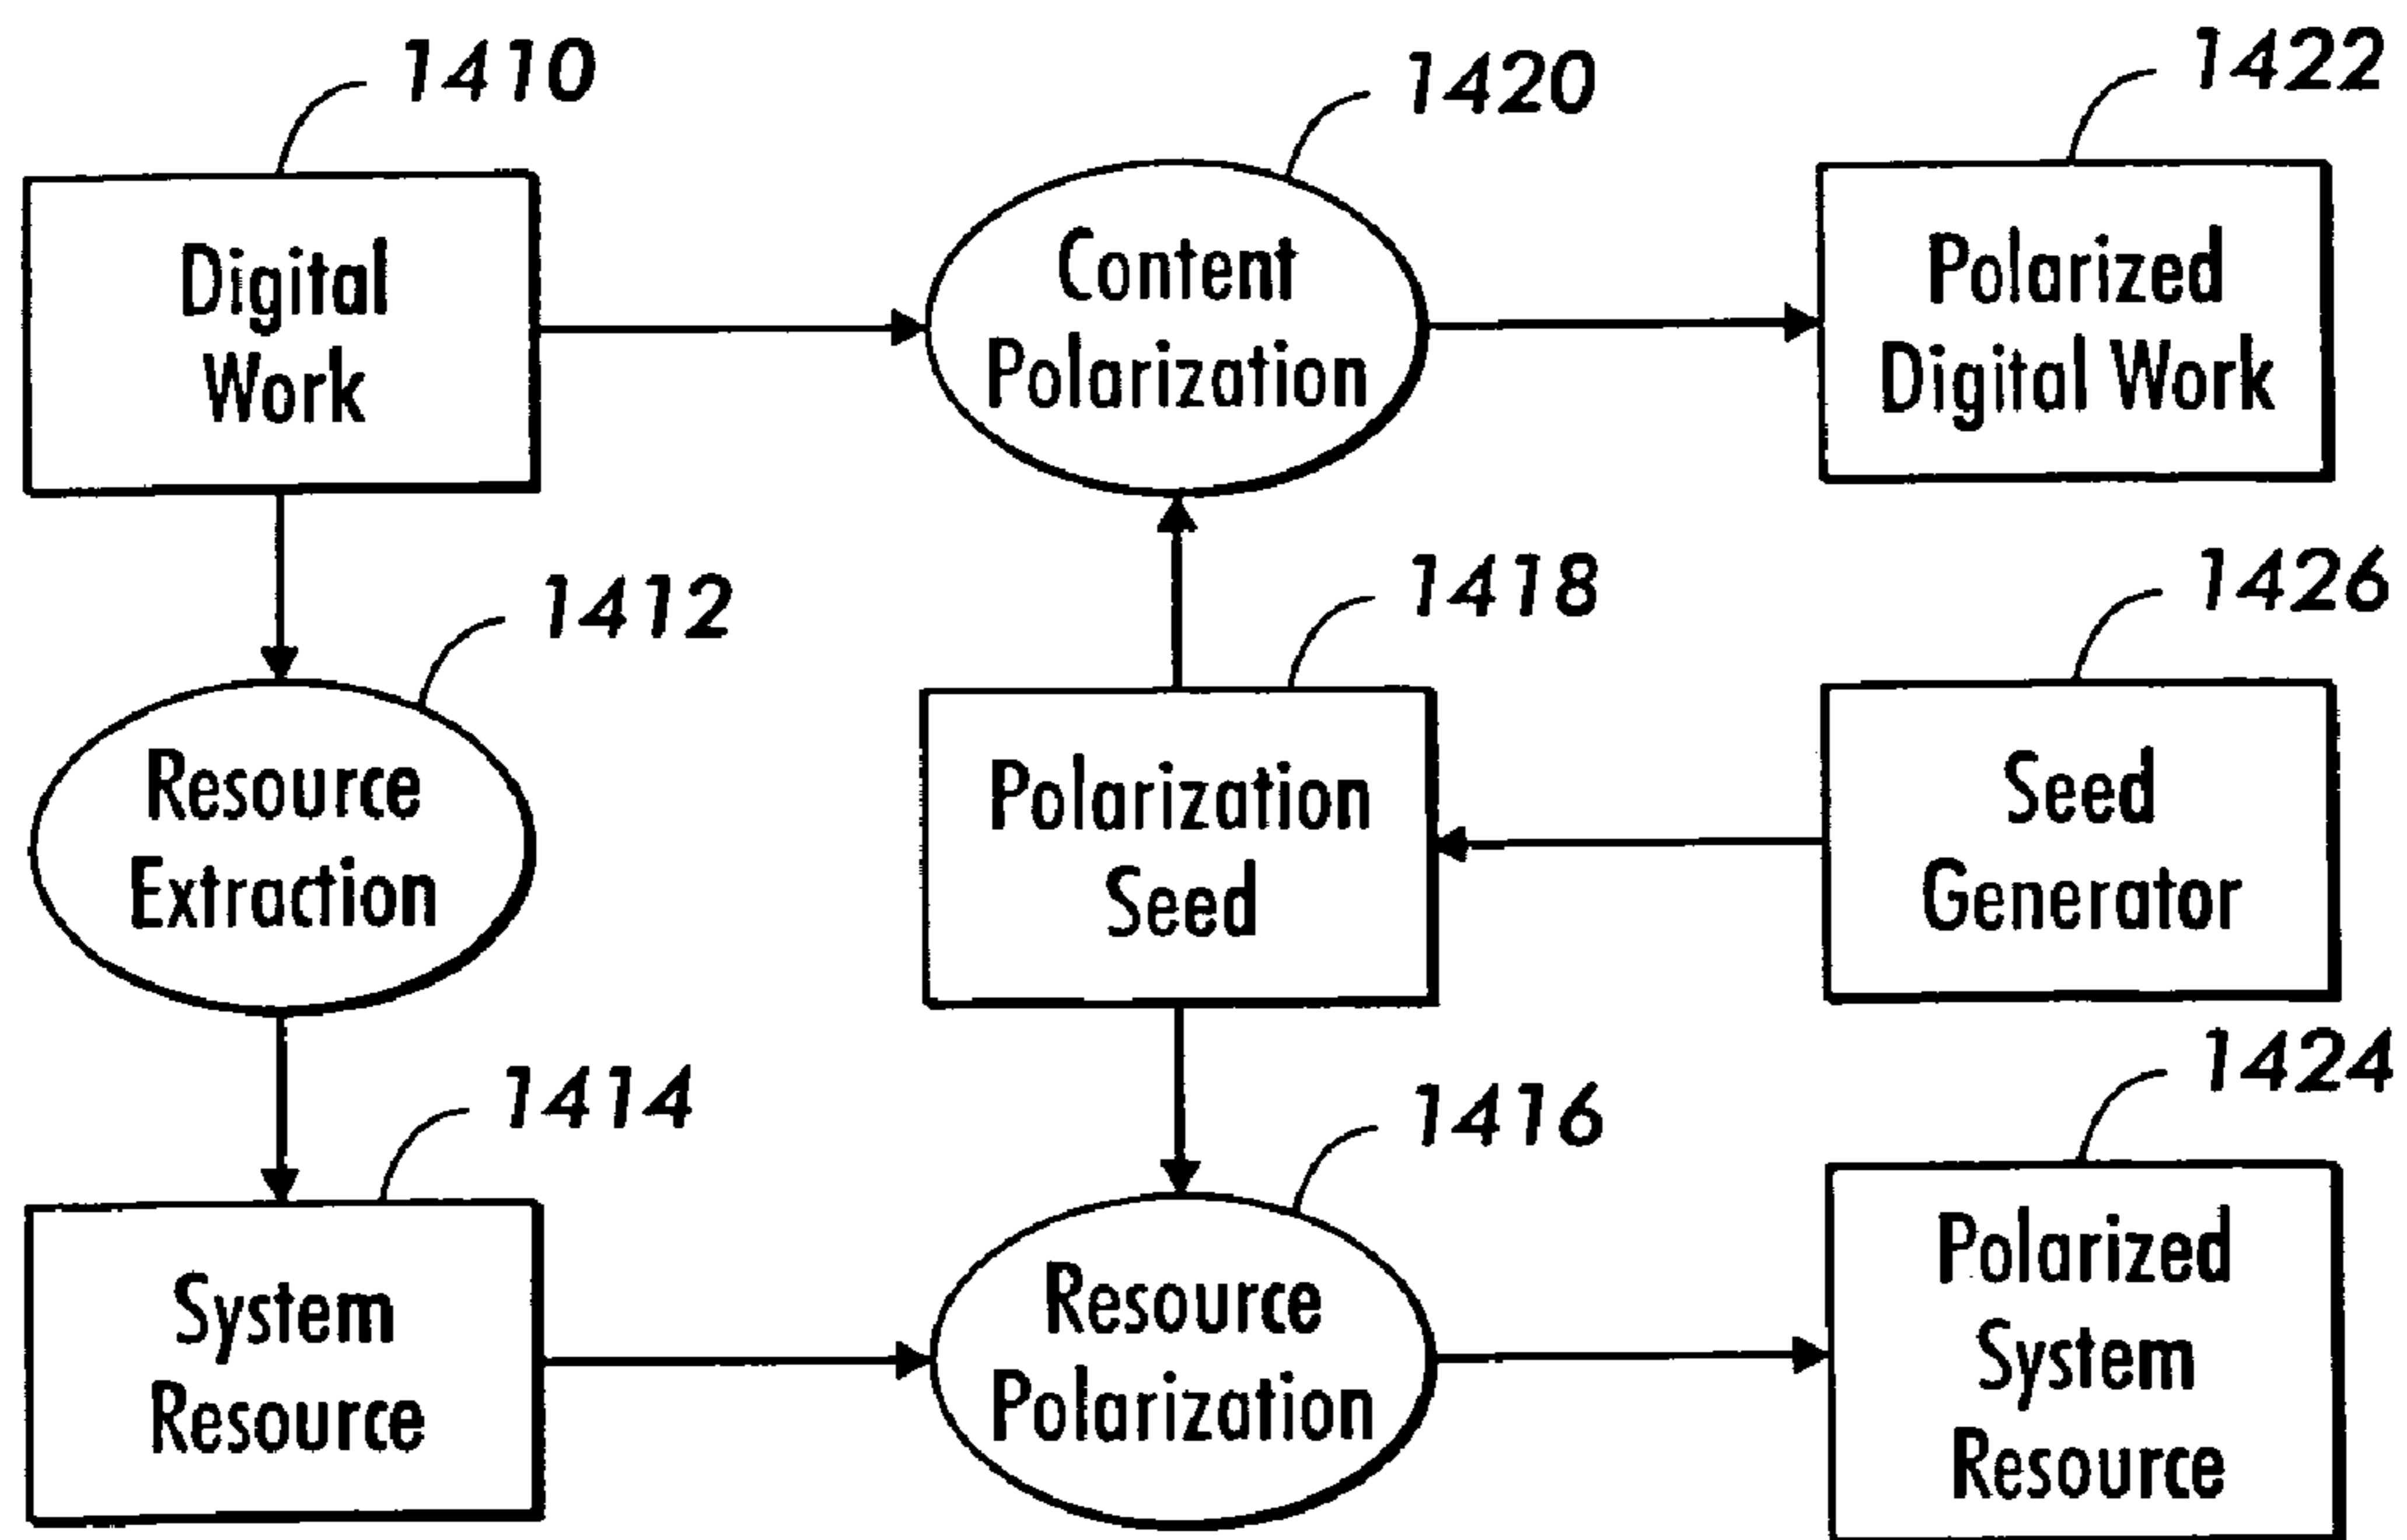 1410
1420
1422
Digital
Work
Content
Polarization
Polarized
Digital Work
1412
1418
1426
Resource
Extraction
Polarization
Seed
Seed
Generator
1414
1416
1424
System
Resource
Resource
Polarization
Polarized
System
Resource